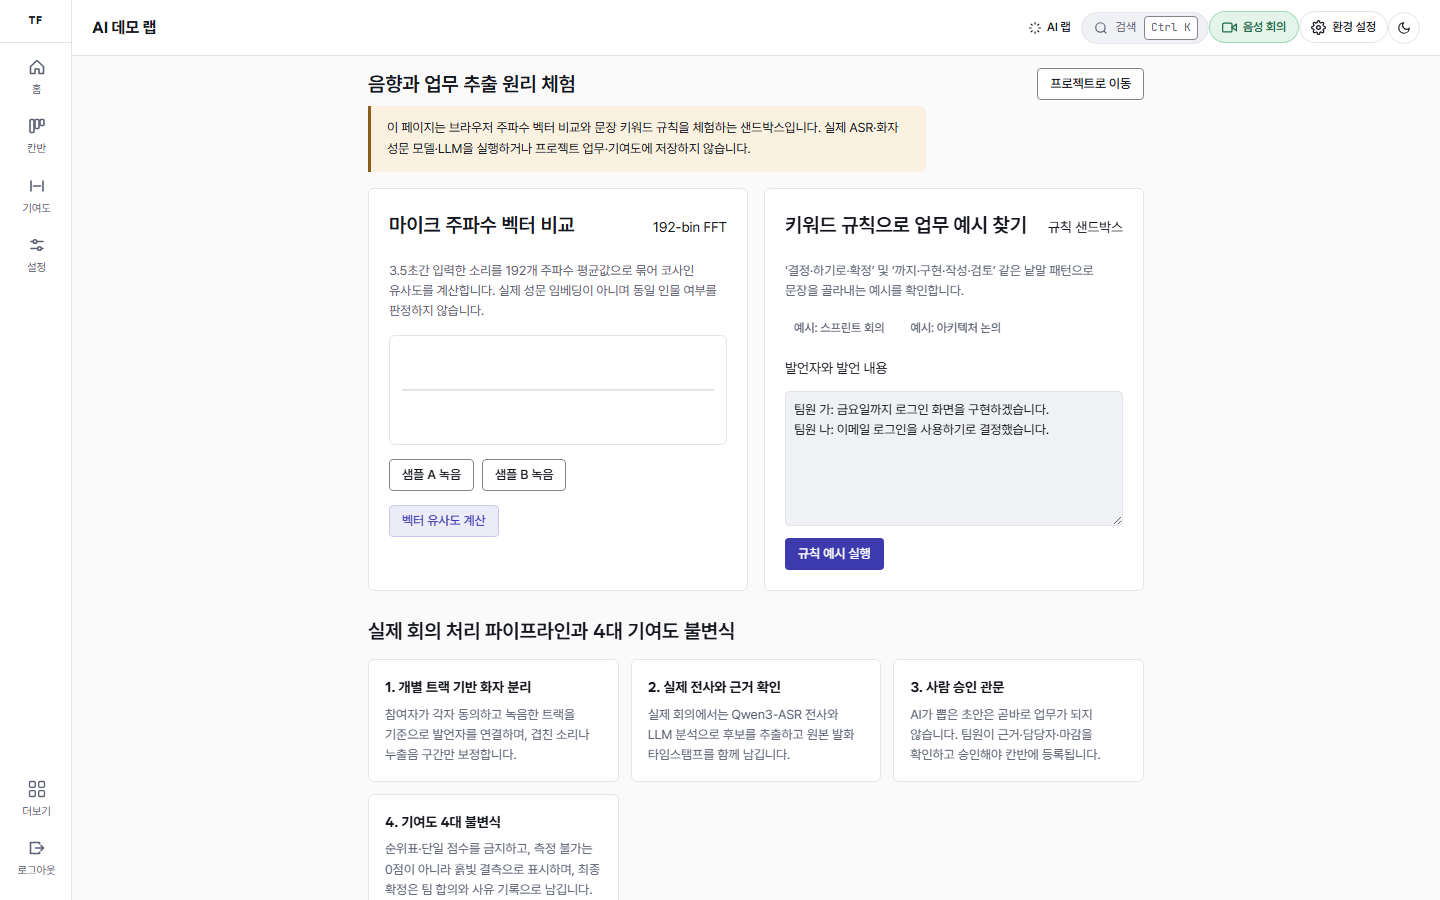 TF
AI 데모 랩
AI 랩
검색
Ctrl K
음성 회의
환경 설정
홈
칸반
기여도
설정
더보기
로그아웃
음향과 업무 추출 원리 체험
프로젝트로 이동
이 페이지는 브라우저 주파수 벡터 비교와 문장 키워드 규칙을 체험하는 샌드박스입니다. 실제 ASR·화자
성문 모델·LLM을 실행하거나 프로젝트 업무·기여도에 저장하지 않습니다.
마이크 주파수 벡터 비교
192-bin FFT
3.5초간 입력한 소리를 192개 주파수 평균값으로 묶어 코사인
유사도를 계산합니다. 실제 성문 임베딩이 아니며 동일 인물 여부를
판정하지 않습니다.
샘플 A 녹음
샘플 B 녹음
벡터 유사도 계산
키워드 규칙으로 업무 예시 찾기
규칙 샌드박스
‘결정·하기로·확정’ 및 ‘까지·구현·작성·검토’ 같은 낱말 패턴으로
문장을 골라내는 예시를 확인합니다.
예시: 스프린트 회의
예시: 아키텍처 논의
발언자와 발언 내용
팀원 가: 금요일까지 로그인 화면을 구현하겠습니다.
팀원 나: 이메일 로그인을 사용하기로 결정했습니다.
규칙 예시 실행
실제 회의 처리 파이프라인과 4대 기여도 불변식
1. 개별 트랙 기반 화자 분리
참여자가 각자 동의하고 녹음한 트랙을
기준으로 발언자를 연결하며, 겹친 소리나
누출음 구간만 보정합니다.
2. 실제 전사와 근거 확인
실제 회의에서는 Qwen3-ASR 전사와
LLM 분석으로 후보를 추출하고 원본 발화
타임스탬프를 함께 남깁니다.
3. 사람 승인 관문
AI가 뽑은 초안은 곧바로 업무가 되지
않습니다. 팀원이 근거·담당자·마감을
확인하고 승인해야 칸반에 등록됩니다.
4. 기여도 4대 불변식
순위표·단일 점수를 금지하고, 측정 불가는
0점이 아니라 흙빛 결측으로 표시하며, 최종
확정은 팀 합의와 사유 기록으로 남깁니다.